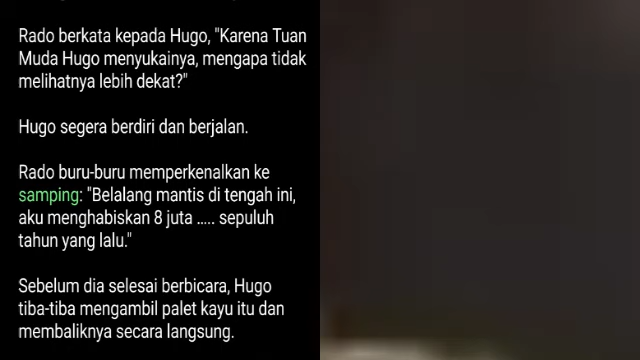 Rado berkata kepada Hugo, "Karena Tuan
Muda Hugo menyukainya, mengapa tidak
melihatnya lebih dekat?"
Hugo segera berdiri dan berjalan.
Rado buru-buru memperkenalkan ke
samping: "Belalang mantis di tengah ini,
aku menghabiskan 8 juta ..... sepuluh
tahun yang lalu."
Sebelum dia selesai berbicara, Hugo
tiba-tiba mengambil palet kayu itu dan
membaliknya secara langsung.